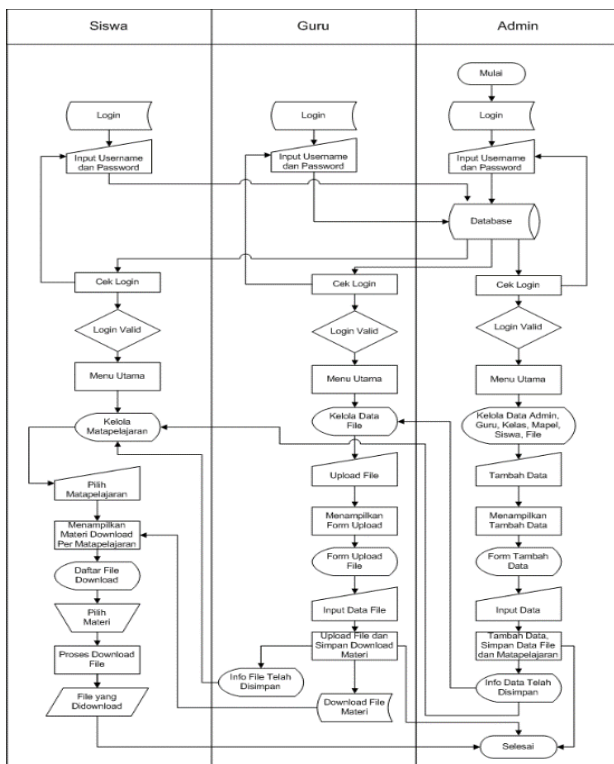 Siswa
Guru
Admin
Mulai
Login
Login
Login
Input Username
dan Password
Input Username
dan Password
Input Username
dan Password
Database
Cek Login
Cek Login
Cek Login
Login Valid
Login Valid
Login Valid
Menu Utama
Menu Utama
Menu Utama
Kelola
Matapelajaran
Kelola Data
File
Kelola Data Admin,
Guru, Kelas, Mapel,
Siswa, File
Pilih
Matapelajaran
Upload File
Tambah Data
Menampilkan
Materi Download
Per Matapelajaran
Menampilkan
Form Upload
Menampilkan
Tambah Data
Daftar File
Download
Form Upload
File
Form Tambah
Data
Pilih
Materi
Input Data File
Input Data
Proses Download
File
Upload File dan
Simpan Download
Materi
Tambah Data,
Simpan Data File
dan Matapelajaran
Info File Telah
Disimpan
Info Data Telah
Disimpan
File yang
Didownload
Download File
Materi
Selesai